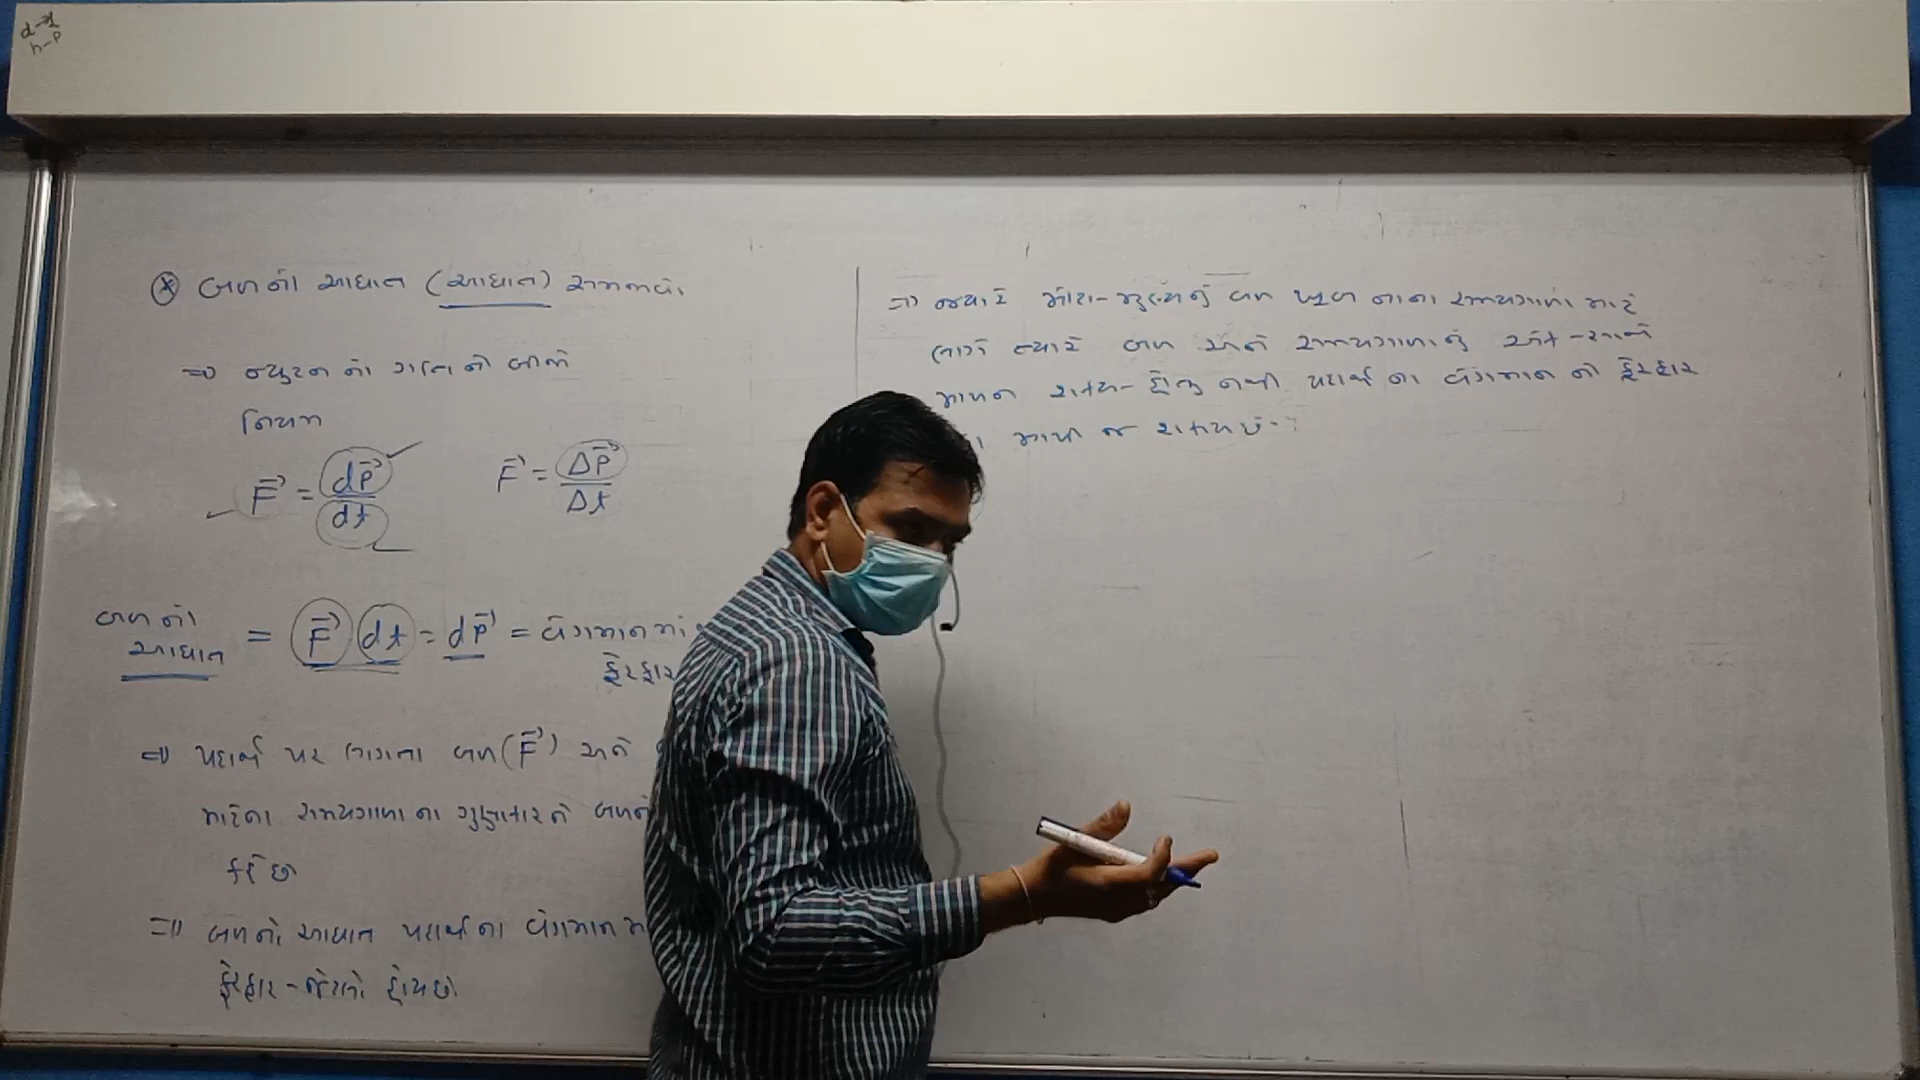 d→1
n-p
⊛ બળનો આઘાત (આઘાત) સમજાવો.
⇒ ન્યુટનનો ગતિનો બીજો
નિયમ
F⃗ = dp⃗/dt F⃗ = Δp⃗/Δt
બળનો આઘાત = F⃗ dt = dp⃗ = વેગમાનમાં
ફેરફાર
⇒ પદાર્થ પર લાગતા બળ (F⃗) અને
માટેના સમયગાળાના ગુણાકારને બળનો
કહે છે
⇒ બળનો આઘાત પદાર્થના વેગમાનમાં
ફેરફાર જેટલો હોય છે.
⇒ જ્યારે મોટા મુલ્યનું બળ ખુબ નાના સમયગાળા માટે
લાગે ત્યારે બળ અને સમયગાળાનું
માપન શક્ય હોતુ નથી પદાર્થના વેગમાનનો ફેરફાર
માપી જ શકાય છે.